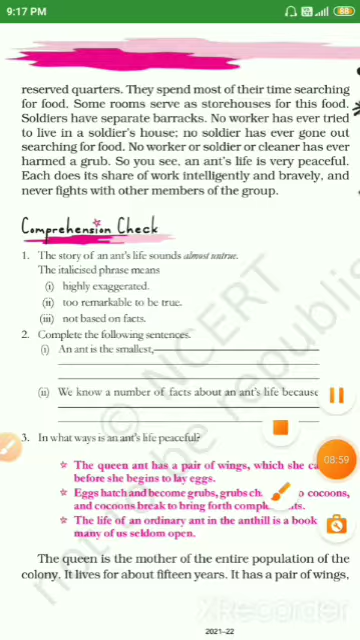 9:17 PM
88
reserved quarters. They spend most of their time searching
for food. Some rooms serve as storehouses for this food.
Soldiers have separate barracks. No worker has ever tried
to live in a soldier's house; no soldier has ever gone out
searching for food. No worker or soldier or cleaner has ever
harmed a grub. So you see, an ant's life is very peaceful.
Each does its share of work intelligently and bravely, and
never fights with other members of the group.
Comprehension Check
1. The story of an ant's life sounds almost untrue.
The italicised phrase means
(i) highly exaggerated.
(ii) too remarkable to be true.
(iii) not based on facts.
2. Complete the following sentences.
(i) An ant is the smallest,
(ii) We know a number of facts about an ant's life because
3. In what ways is an ant's life peaceful?
08:59
The queen ant has a pair of wings, which she
before she begins to lay eggs.
Eggs hatch and become grubs, grubs cocoons,
and cocoons break to bring forth
The life of an ordinary ant in the anthill is a book
many of us seldom open.
The queen is the mother of the entire population of the
colony. It lives for about fifteen years. It has a pair of wings,
© NCERT
not be republis
XRecorder
2021–22